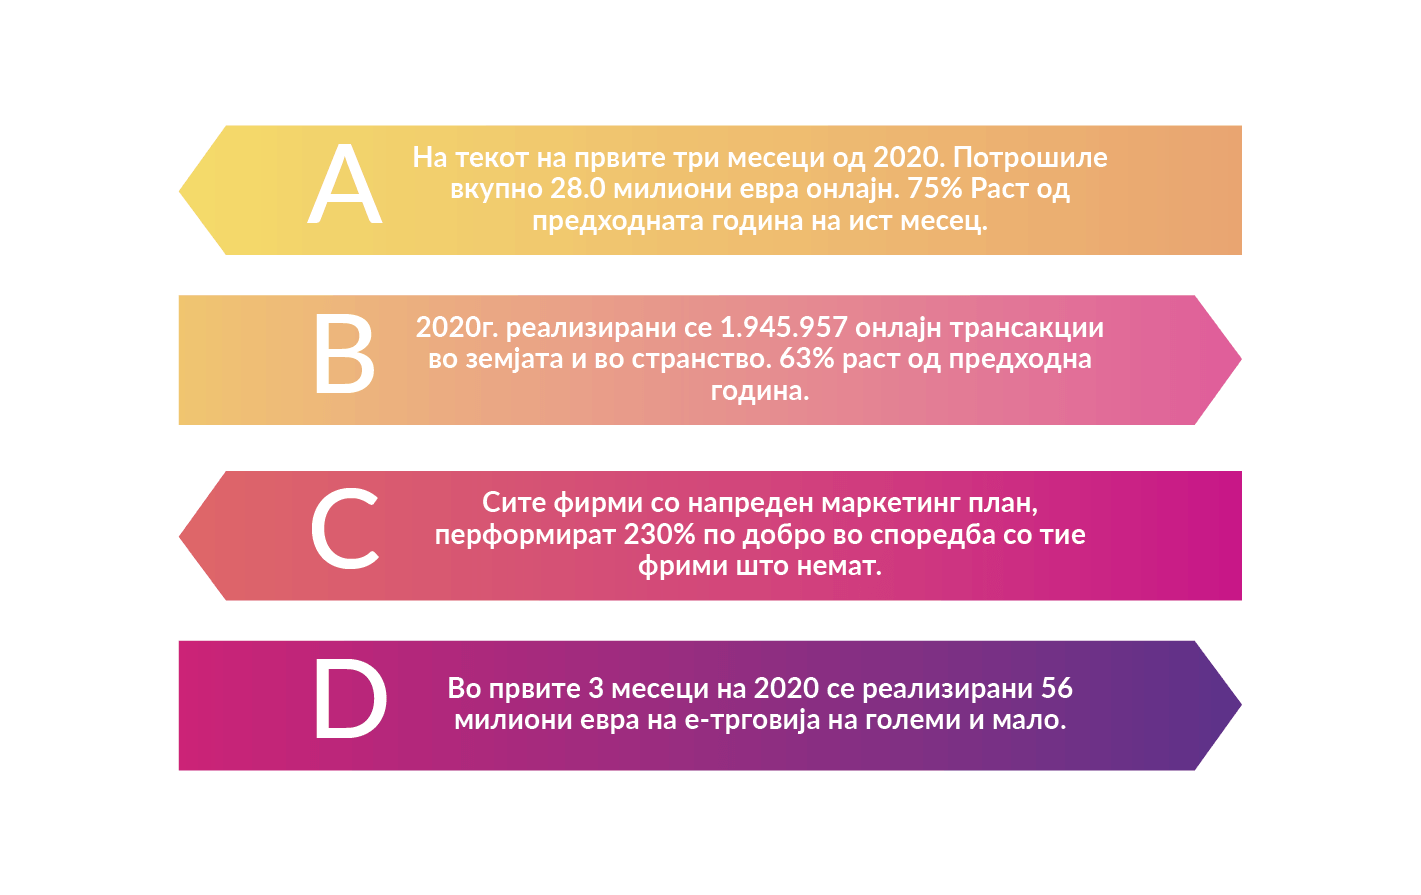 A
На текот на првите три месеци од 2020. Потрошиле
вкупно 28.0 милиони евра онлајн. 75% Раст од
предходната година на ист месец.
B
2020г. реализирани се 1.945.957 онлајн трансакции
во земјата и во странство. 63% раст од предходна
година.
C
Сите фирми со напреден маркетинг план,
перформират 230% по добро во споредба со тие
фрими што немат.
D
Во првите 3 месеци на 2020 се реализирани 56
милиони евра на е-трговија на големи и мало.